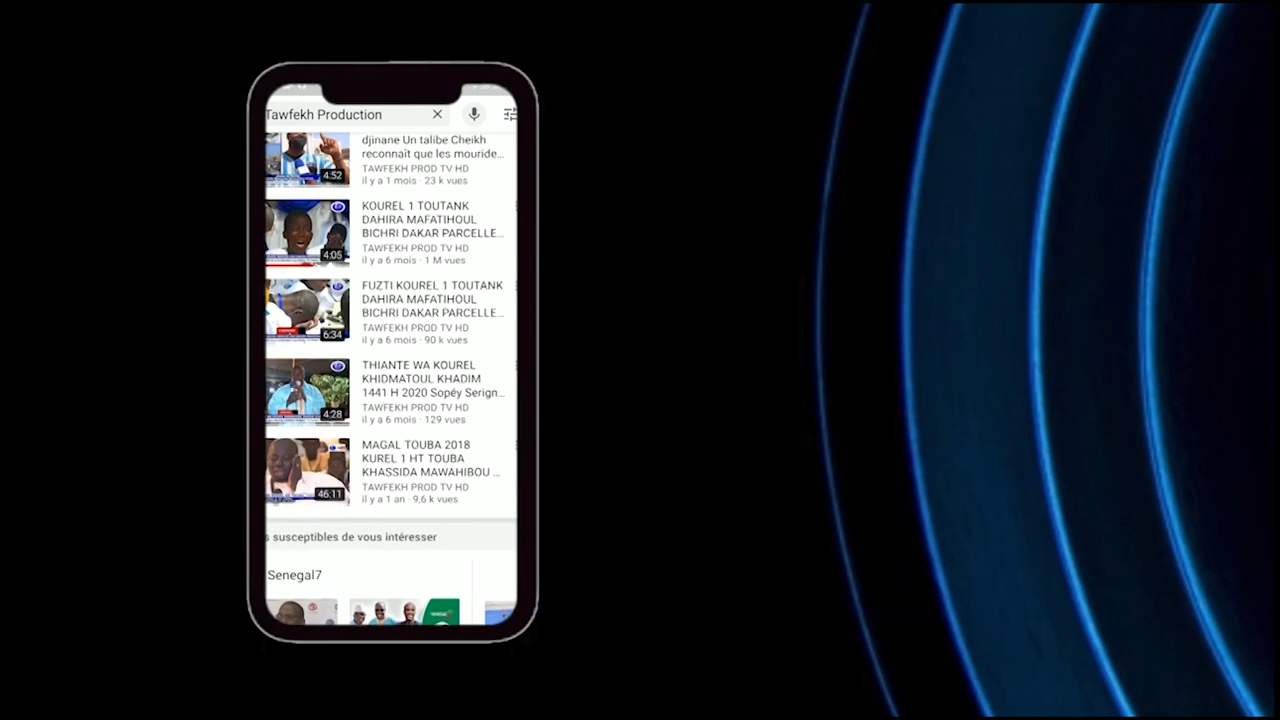 Tawfekh Production
djinane Un talibe Cheikh
reconnaît que les mouride...
TAWFEKH PROD TV HD
il y a 1 mois · 23 k vues
4:52
KOUREL 1 TOUTANK
DAHIRA MAFATIHOUL
BICHRI DAKAR PARCELLE...
TAWFEKH PROD TV HD
il y a 6 mois · 1 M vues
4:05
FUZTI KOUREL 1 TOUTANK
DAHIRA MAFATIHOUL
BICHRI DAKAR PARCELLE...
TAWFEKH PROD TV HD
il y a 6 mois · 90 k vues
6:34
THIANTE WA KOUREL
KHIDMATOUL KHADIM
1441 H 2020 Sopéy Serign...
TAWFEKH PROD TV HD
il y a 6 mois · 129 vues
4:28
MAGAL TOUBA 2018
KUREL 1 HT TOUBA
KHASSIDA MAWAHIBOU ...
TAWFEKH PROD TV HD
il y a 1 an · 9,6 k vues
46:11
s susceptibles de vous intéresser
Senegal7